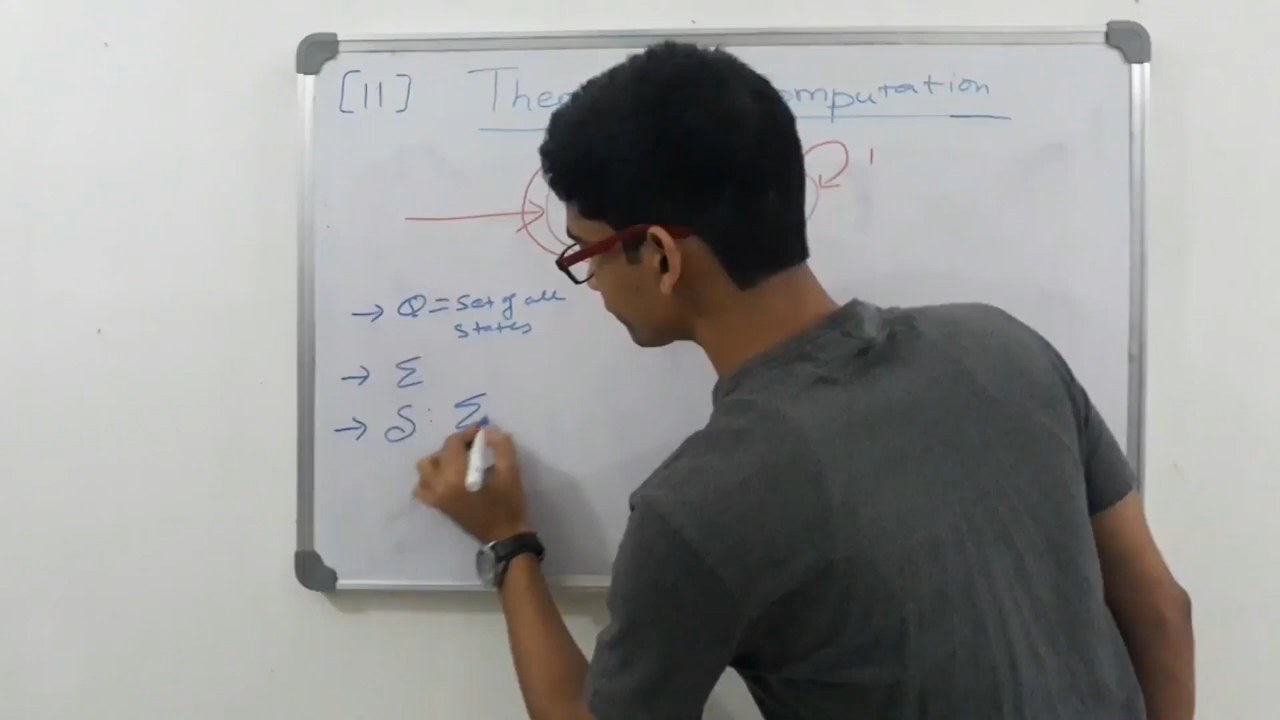 [11] Theo omputation
1
→ Q = Set of all
states
→ Σ
→ δ : Σ